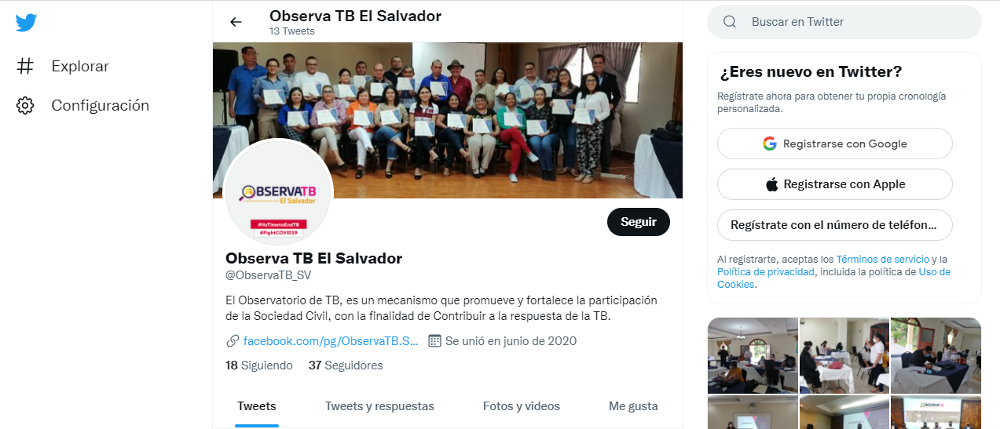 Explorar
Configuración
Observa TB El Salvador
13 Tweets
OBSERVATB
El Salvador
#ItsTimetoEndTB
#FightCOVID19
Seguir
Observa TB El Salvador
@ObservaTB_SV
El Observatorio de TB, es un mecanismo que promueve y fortalece la participación
de la Sociedad Civil, con la finalidad de Contribuir a la respuesta de la TB.
facebook.com/pg/ObservaTB.S... Se unió en junio de 2020
18 Siguiendo 37 Seguidores
Tweets Tweets y respuestas Fotos y videos Me gusta
Buscar en Twitter
¿Eres nuevo en Twitter?
Regístrate ahora para obtener tu propia cronología
personalizada.
Registrarse con Google
Registrarse con Apple
Regístrate con el número de teléfon...
Al registrarte, aceptas los Términos de servicio y la
Política de privacidad, incluida la política de Uso de
Cookies.
OBSERVATB